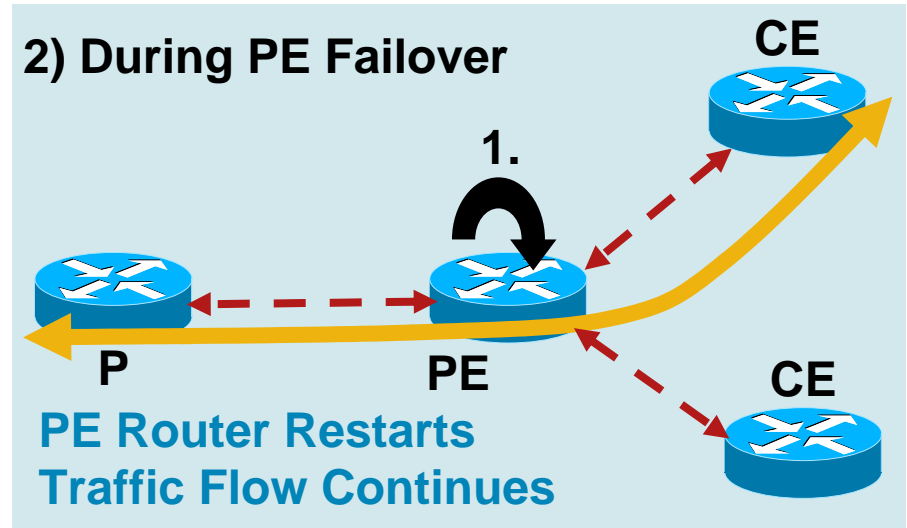 2) During PE Failover
CE
1.
P
PE
CE
PE Router Restarts
Traffic Flow Continues